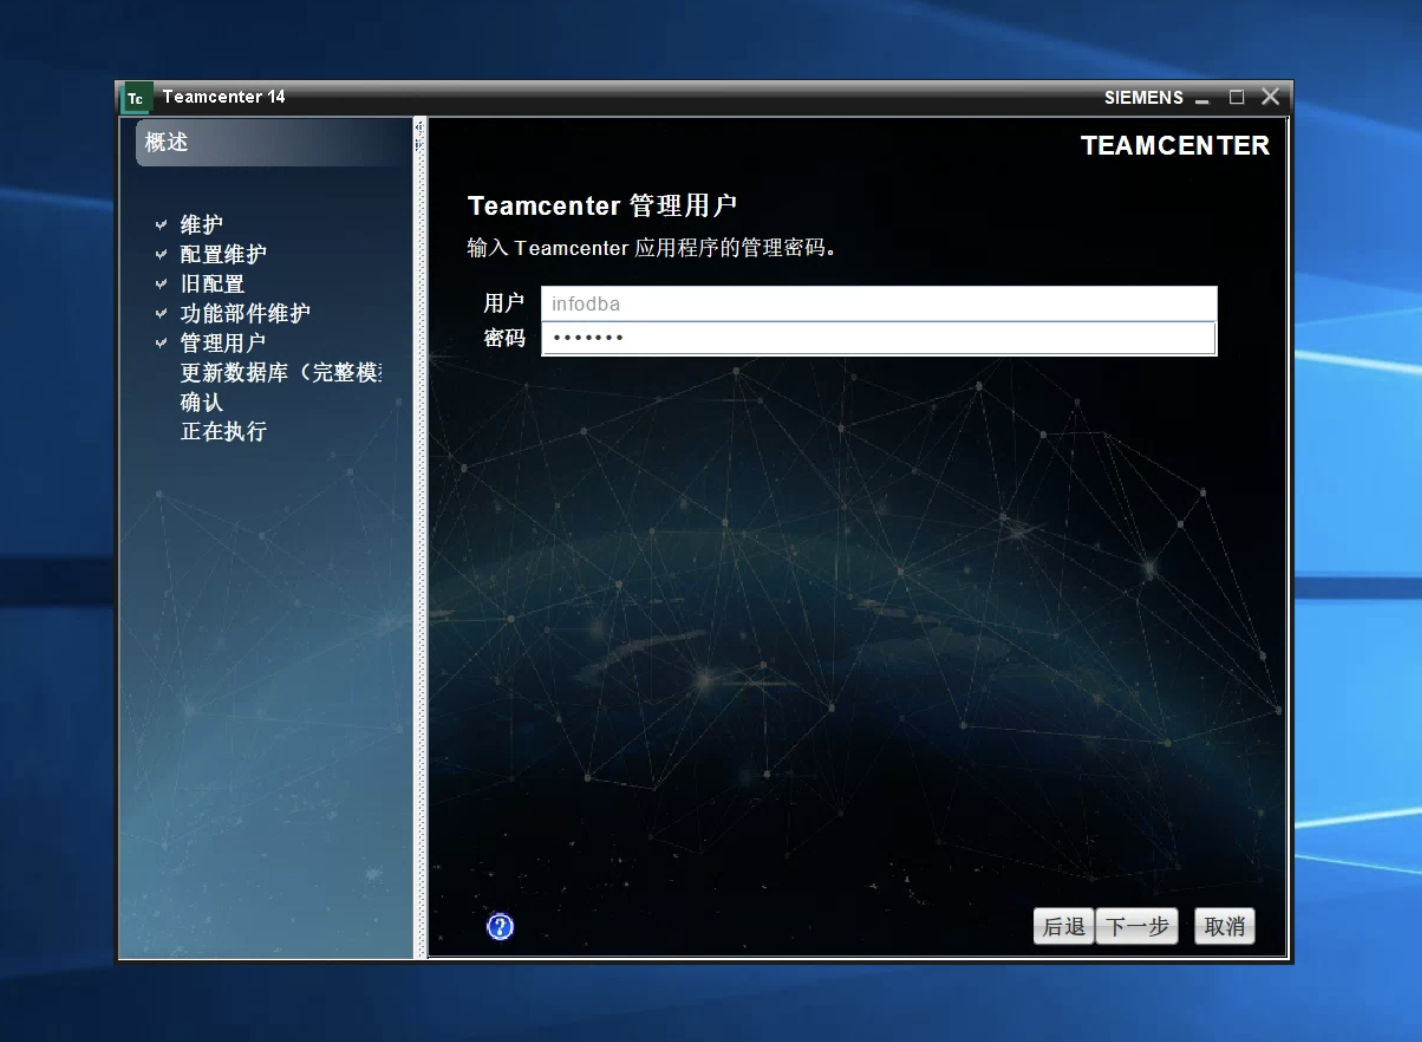 Tc Teamcenter 14
SIEMENS
概述
维护
配置维护
旧配置
功能部件维护
管理用户
更新数据库（完整模
确认
正在执行
TEAMCENTER
Teamcenter 管理用户
输入 Teamcenter 应用程序的管理密码。
用户 infodba
密码 •••••••
?
后退 下一步 取消